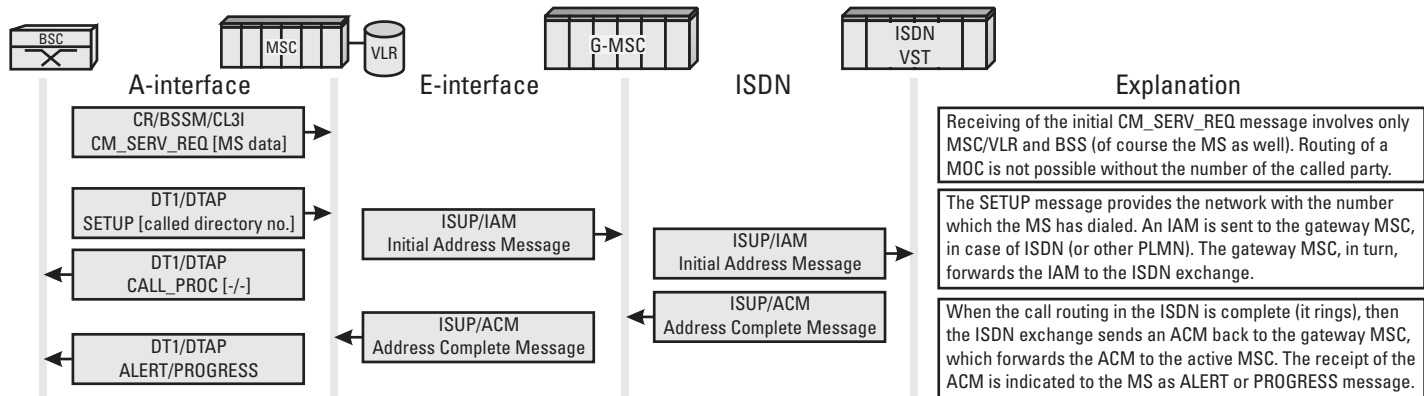 BSC
MSC
VLR
G-MSC
ISDN
VST
A-interface
E-interface
ISDN
Explanation
CR/BSSM/CL3I
CM_SERV_REQ [MS data]
Receiving of the initial CM_SERV_REQ message involves only
MSC/VLR and BSS (of course the MS as well). Routing of a
MOC is not possible without the number of the called party.
DT1/DTAP
SETUP [called directory no.]
ISUP/IAM
Initial Address Message
ISUP/IAM
Initial Address Message
The SETUP message provides the network with the number
which the MS has dialed. An IAM is sent to the gateway MSC,
in case of ISDN (or other PLMN). The gateway MSC, in turn,
forwards the IAM to the ISDN exchange.
DT1/DTAP
CALL_PROC [-/-]
ISUP/ACM
Address Complete Message
ISUP/ACM
Address Complete Message
DT1/DTAP
ALERT/PROGRESS
When the call routing in the ISDN is complete (it rings), then
the ISDN exchange sends an ACM back to the gateway MSC,
which forwards the ACM to the active MSC. The receipt of the
ACM is indicated to the MS as ALERT or PROGRESS message.